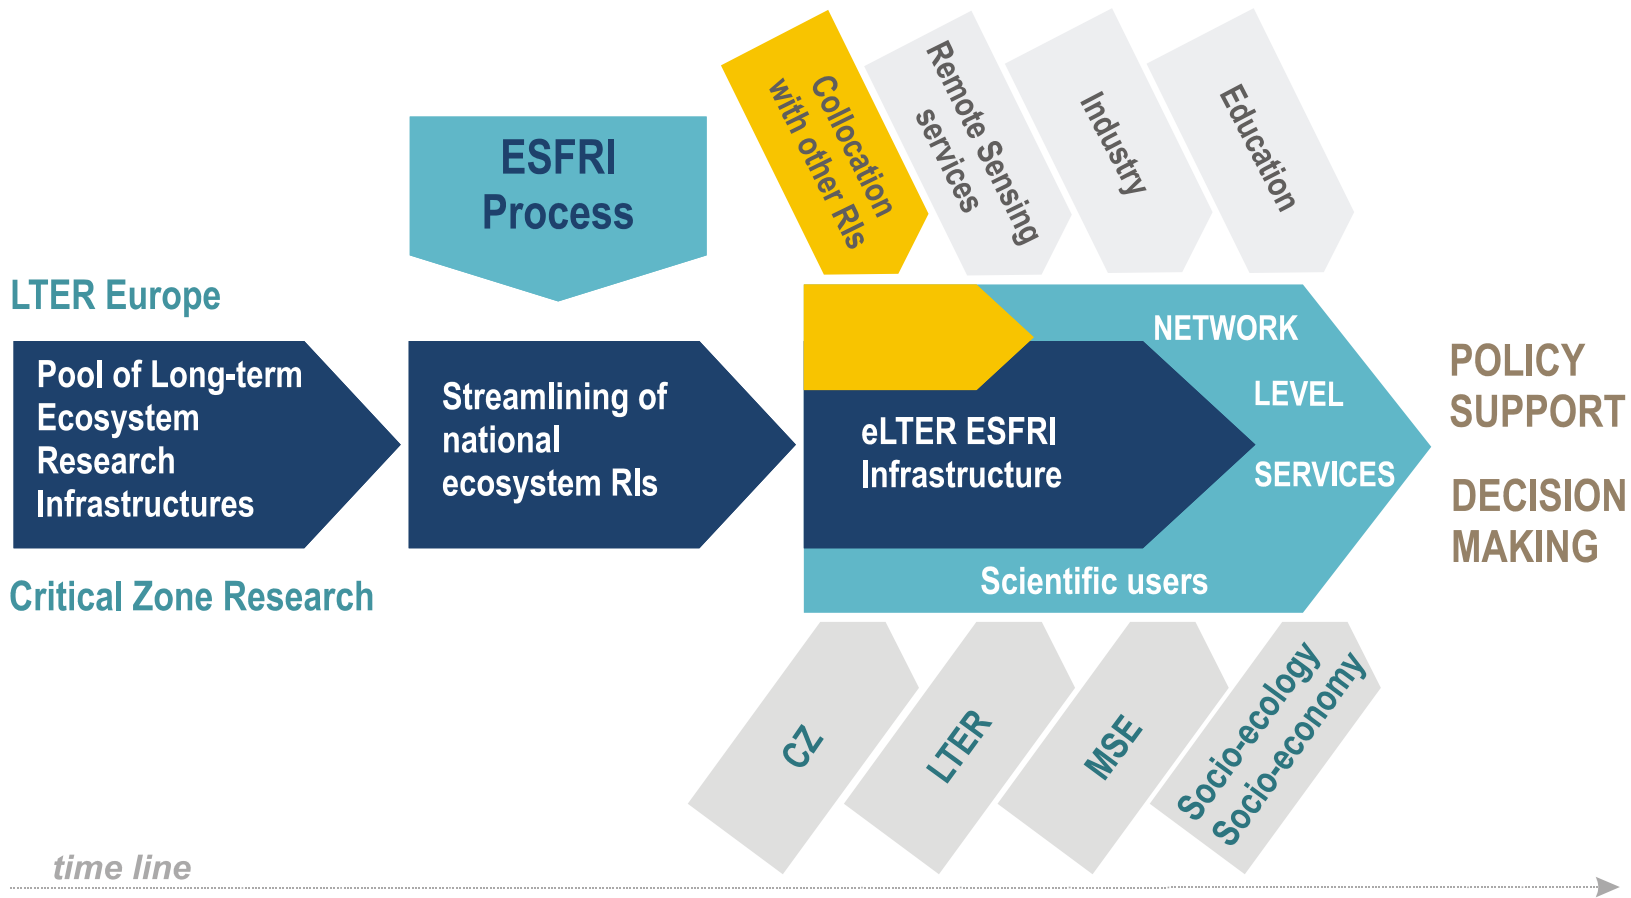 ESFRI
Process
Collocation
with other RIs
Remote Sensing
services
Industry
Education
LTER Europe
Pool of Long-term
Ecosystem
Research
Infrastructures
Critical Zone Research
Streamlining of
national
ecosystem RIs
eLTER ESFRI
Infrastructure
NETWORK
LEVEL
SERVICES
Scientific users
POLICY
SUPPORT
DECISION
MAKING
CZ
LTER
MSE
Socio-ecology
Socio-economy
time line